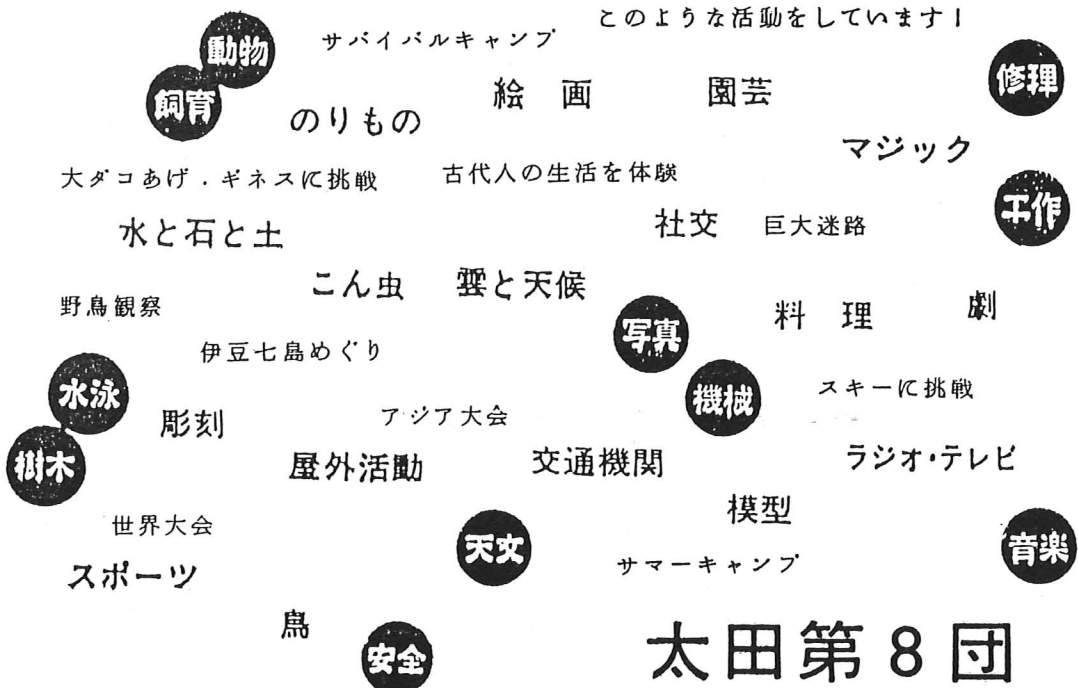 このような活動をしています!
動物
サバイバルキャンプ
修理
飼育
絵 画
園芸
のりもの
マジック
大ダコあげ.ギネスに挑戦
古代人の生活を体験
工作
水と石と土
社交
巨大迷路
こん虫
雲と天候
野鳥観察
写真
料 理
劇
伊豆七島めぐり
水泳
機械
スキーに挑戦
彫刻
アジア大会
樹木
屋外活動
交通機関
ラジオ・テレビ
模型
世界大会
天文
音楽
スポーツ
サマーキャンプ
鳥
安全
太田第8団